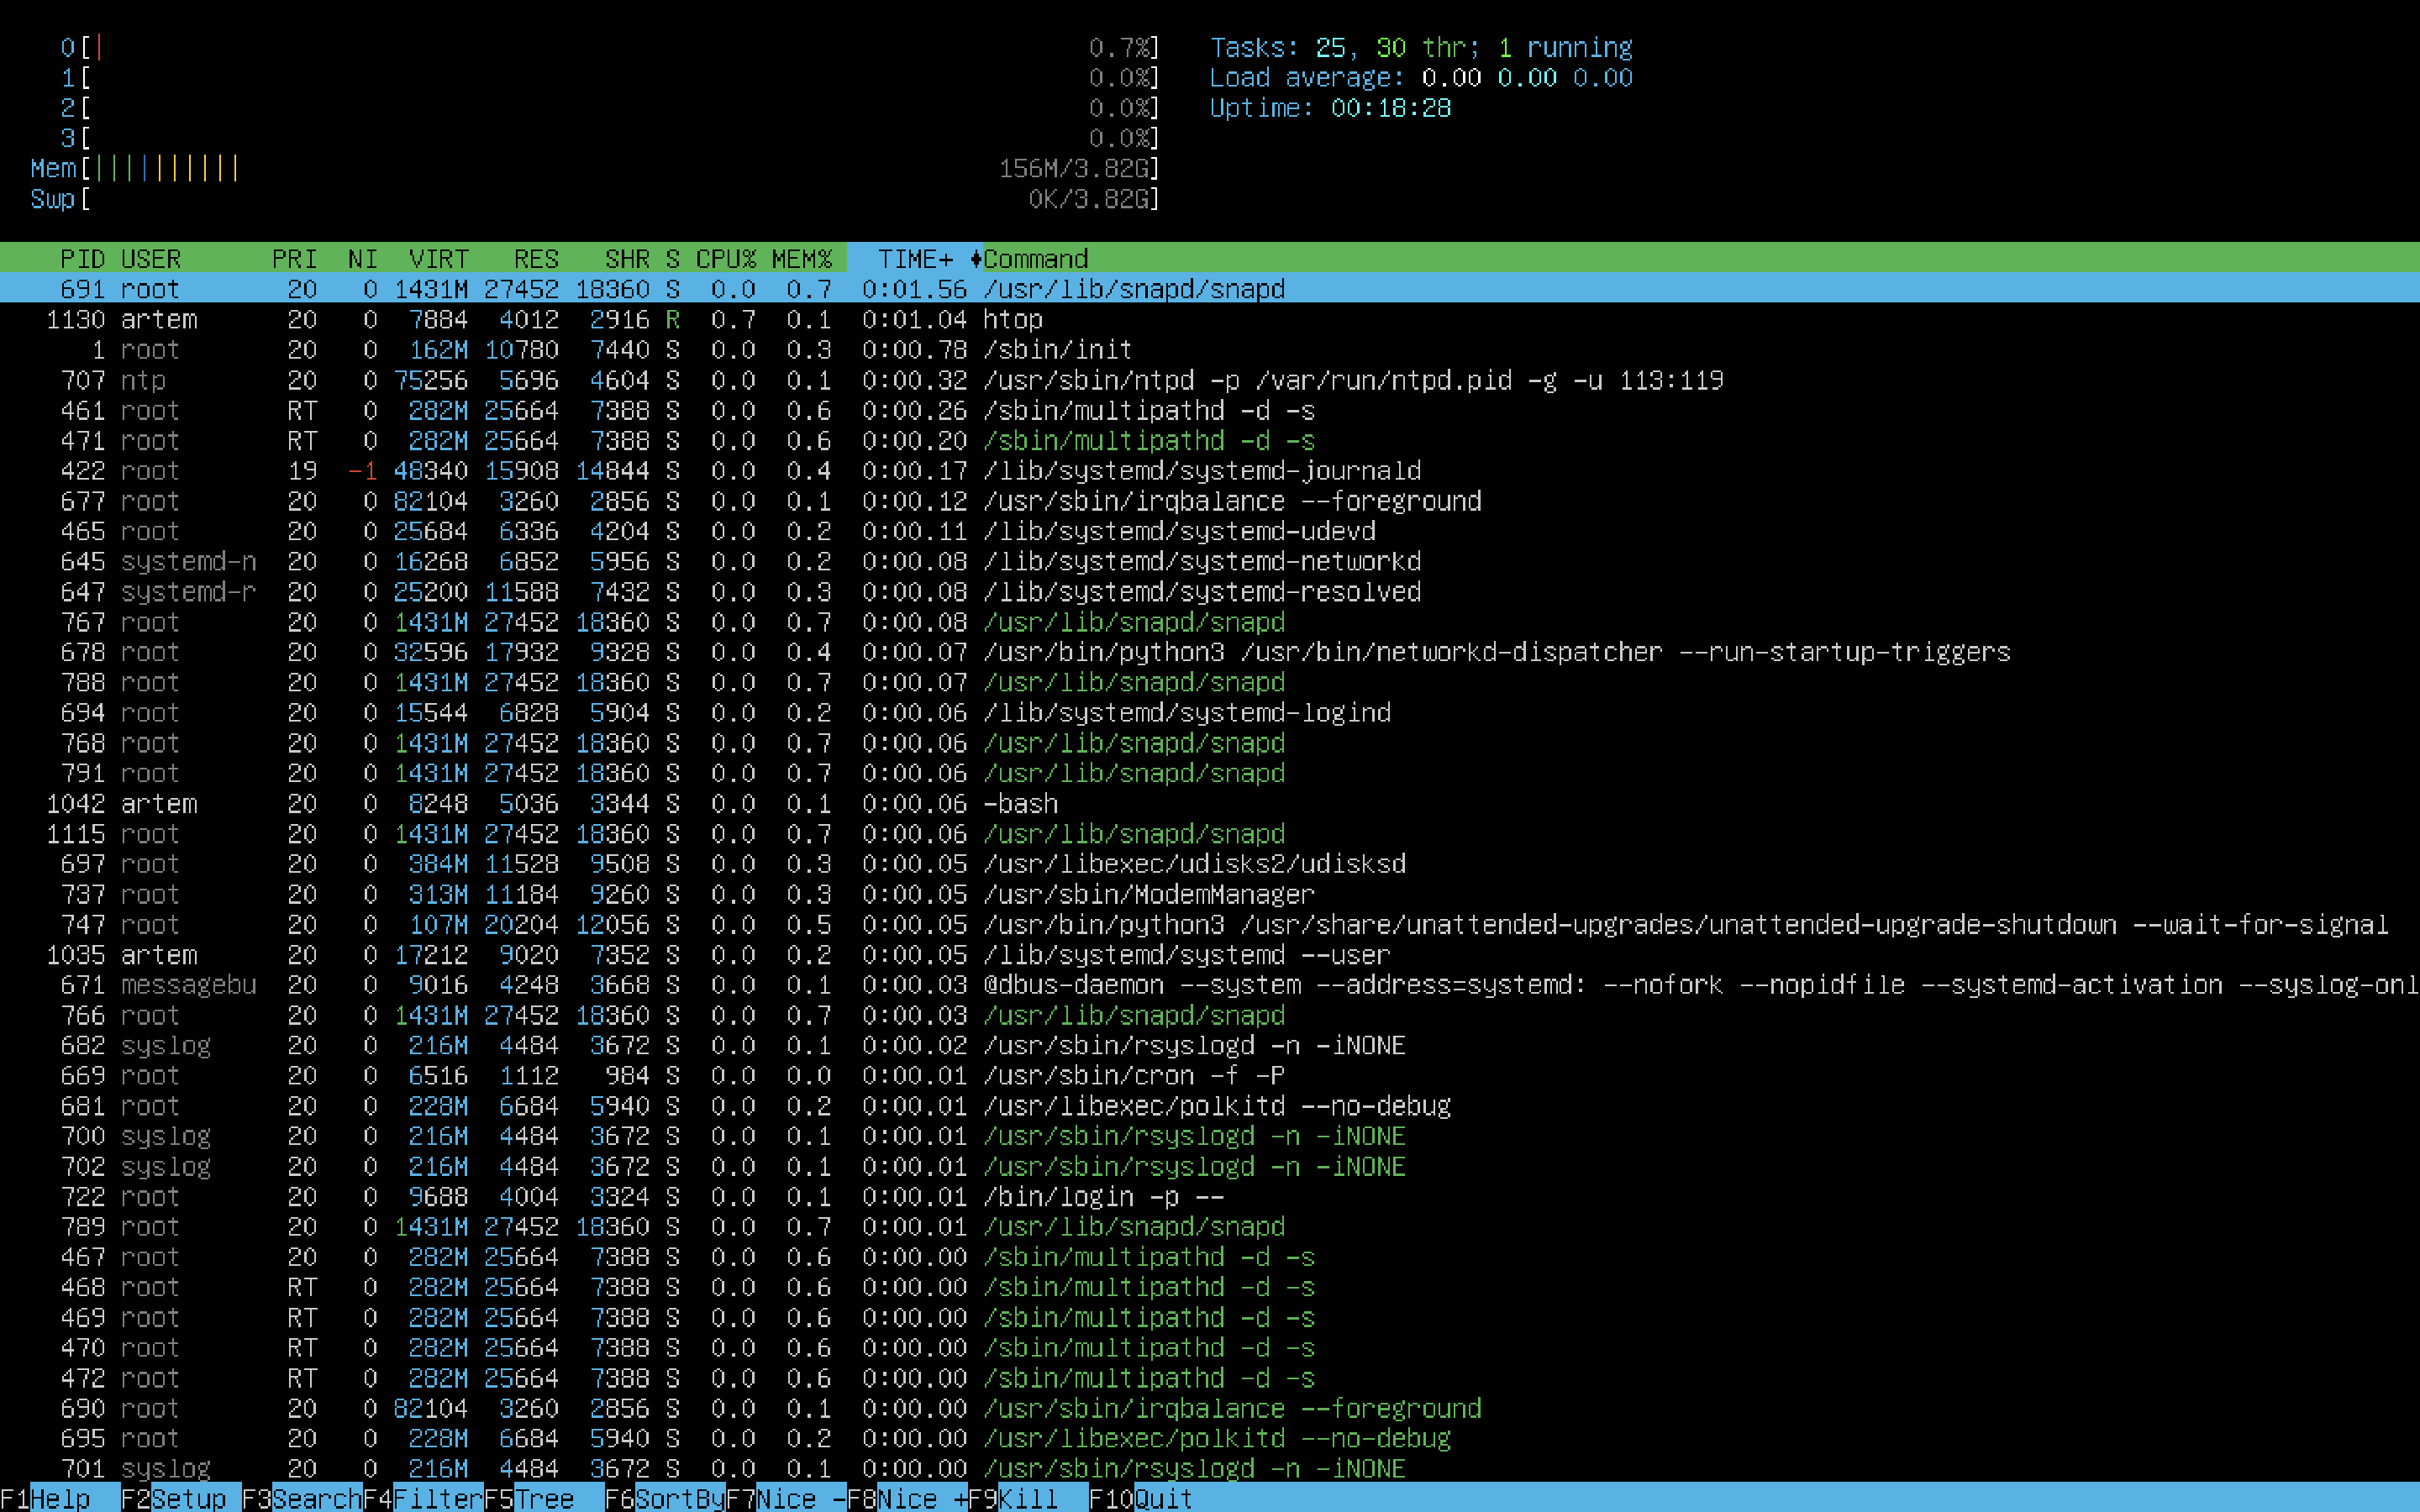 0[|                    0.7%]   Tasks: 25, 30 thr; 1 running
1[                     0.0%]   Load average: 0.00 0.00 0.00
2[                     0.0%]   Uptime: 00:18:28
3[                     0.0%]
Mem[||||||||||   156M/3.82G]
Swp[               0K/3.82G]
PID USER PRI NI VIRT RES SHR S CPU% MEM% TIME+ Command
691 root 20 0 1431M 27452 18360 S 0.0 0.7 0:01.56 /usr/lib/snapd/snapd
1130 artem 20 0 7884 4012 2916 R 0.7 0.1 0:01.04 htop
1 root 20 0 162M 10780 7440 S 0.0 0.3 0:00.78 /sbin/init
707 ntp 20 0 75256 5696 4604 S 0.0 0.1 0:00.32 /usr/sbin/ntpd -p /var/run/ntpd.pid -g -u 113:119
461 root RT 0 282M 25664 7388 S 0.0 0.6 0:00.26 /sbin/multipathd -d -s
471 root RT 0 282M 25664 7388 S 0.0 0.6 0:00.20 /sbin/multipathd -d -s
422 root 19 -1 48340 15908 14844 S 0.0 0.4 0:00.17 /lib/systemd/systemd-journald
677 root 20 0 82104 3260 2856 S 0.0 0.1 0:00.12 /usr/sbin/irqbalance --foreground
465 root 20 0 25684 6336 4204 S 0.0 0.2 0:00.11 /lib/systemd/systemd-udevd
645 systemd-n 20 0 16268 6852 5956 S 0.0 0.2 0:00.08 /lib/systemd/systemd-networkd
647 systemd-r 20 0 25200 11588 7432 S 0.0 0.3 0:00.08 /lib/systemd/systemd-resolved
767 root 20 0 1431M 27452 18360 S 0.0 0.7 0:00.08 /usr/lib/snapd/snapd
678 root 20 0 32596 17932 9328 S 0.0 0.4 0:00.07 /usr/bin/python3 /usr/bin/networkd-dispatcher --run-startup-triggers
788 root 20 0 1431M 27452 18360 S 0.0 0.7 0:00.07 /usr/lib/snapd/snapd
694 root 20 0 15544 6828 5904 S 0.0 0.2 0:00.06 /lib/systemd/systemd-logind
768 root 20 0 1431M 27452 18360 S 0.0 0.7 0:00.06 /usr/lib/snapd/snapd
791 root 20 0 1431M 27452 18360 S 0.0 0.7 0:00.06 /usr/lib/snapd/snapd
1042 artem 20 0 8248 5036 3344 S 0.0 0.1 0:00.06 -bash
1115 root 20 0 1431M 27452 18360 S 0.0 0.7 0:00.06 /usr/lib/snapd/snapd
697 root 20 0 384M 11528 9508 S 0.0 0.3 0:00.05 /usr/libexec/udisks2/udisksd
737 root 20 0 313M 11184 9260 S 0.0 0.3 0:00.05 /usr/sbin/ModemManager
747 root 20 0 107M 20204 12056 S 0.0 0.5 0:00.05 /usr/bin/python3 /usr/share/unattended-upgrades/unattended-upgrade-shutdown --wait-for-signal
1035 artem 20 0 17212 9020 7352 S 0.0 0.2 0:00.05 /lib/systemd/systemd --user
671 messagebu 20 0 9016 4248 3668 S 0.0 0.1 0:00.03 @dbus-daemon --system --address=systemd: --nofork --nopidfile --systemd-activation --syslog-onl
766 root 20 0 1431M 27452 18360 S 0.0 0.7 0:00.03 /usr/lib/snapd/snapd
682 syslog 20 0 216M 4484 3672 S 0.0 0.1 0:00.02 /usr/sbin/rsyslogd -n -iNONE
669 root 20 0 6516 1112 984 S 0.0 0.0 0:00.01 /usr/sbin/cron -f -P
681 root 20 0 228M 6684 5940 S 0.0 0.2 0:00.01 /usr/libexec/polkitd --no-debug
700 syslog 20 0 216M 4484 3672 S 0.0 0.1 0:00.01 /usr/sbin/rsyslogd -n -iNONE
702 syslog 20 0 216M 4484 3672 S 0.0 0.1 0:00.01 /usr/sbin/rsyslogd -n -iNONE
722 root 20 0 9688 4004 3324 S 0.0 0.1 0:00.01 /bin/login -p --
789 root 20 0 1431M 27452 18360 S 0.0 0.7 0:00.01 /usr/lib/snapd/snapd
467 root 20 0 282M 25664 7388 S 0.0 0.6 0:00.00 /sbin/multipathd -d -s
468 root RT 0 282M 25664 7388 S 0.0 0.6 0:00.00 /sbin/multipathd -d -s
469 root RT 0 282M 25664 7388 S 0.0 0.6 0:00.00 /sbin/multipathd -d -s
470 root RT 0 282M 25664 7388 S 0.0 0.6 0:00.00 /sbin/multipathd -d -s
472 root RT 0 282M 25664 7388 S 0.0 0.6 0:00.00 /sbin/multipathd -d -s
690 root 20 0 82104 3260 2856 S 0.0 0.1 0:00.00 /usr/sbin/irqbalance --foreground
695 root 20 0 228M 6684 5940 S 0.0 0.2 0:00.00 /usr/libexec/polkitd --no-debug
701 syslog 20 0 216M 4484 3672 S 0.0 0.1 0:00.00 /usr/sbin/rsyslogd -n -iNONE
F1Help F2Setup F3SearchF4FilterF5Tree F6SortByF7Nice -F8Nice +F9Kill F10Quit